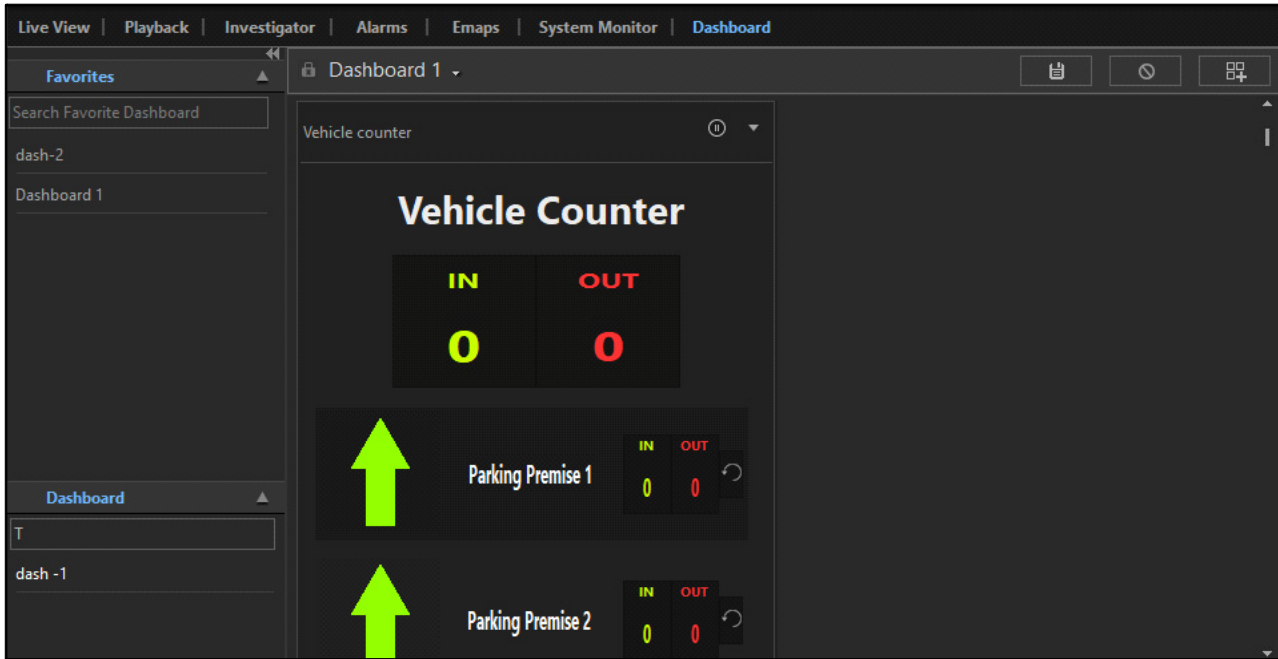 Live View | Playback | Investigator | Alarms | Emaps | System Monitor | Dashboard
Favorites
Search Favorite Dashboard
dash-2
Dashboard 1
Dashboard
T
dash -1
Dashboard 1
Vehicle counter
Vehicle Counter
IN OUT
0 0
Parking Premise 1
IN OUT
0 0
Parking Premise 2
IN OUT
0 0